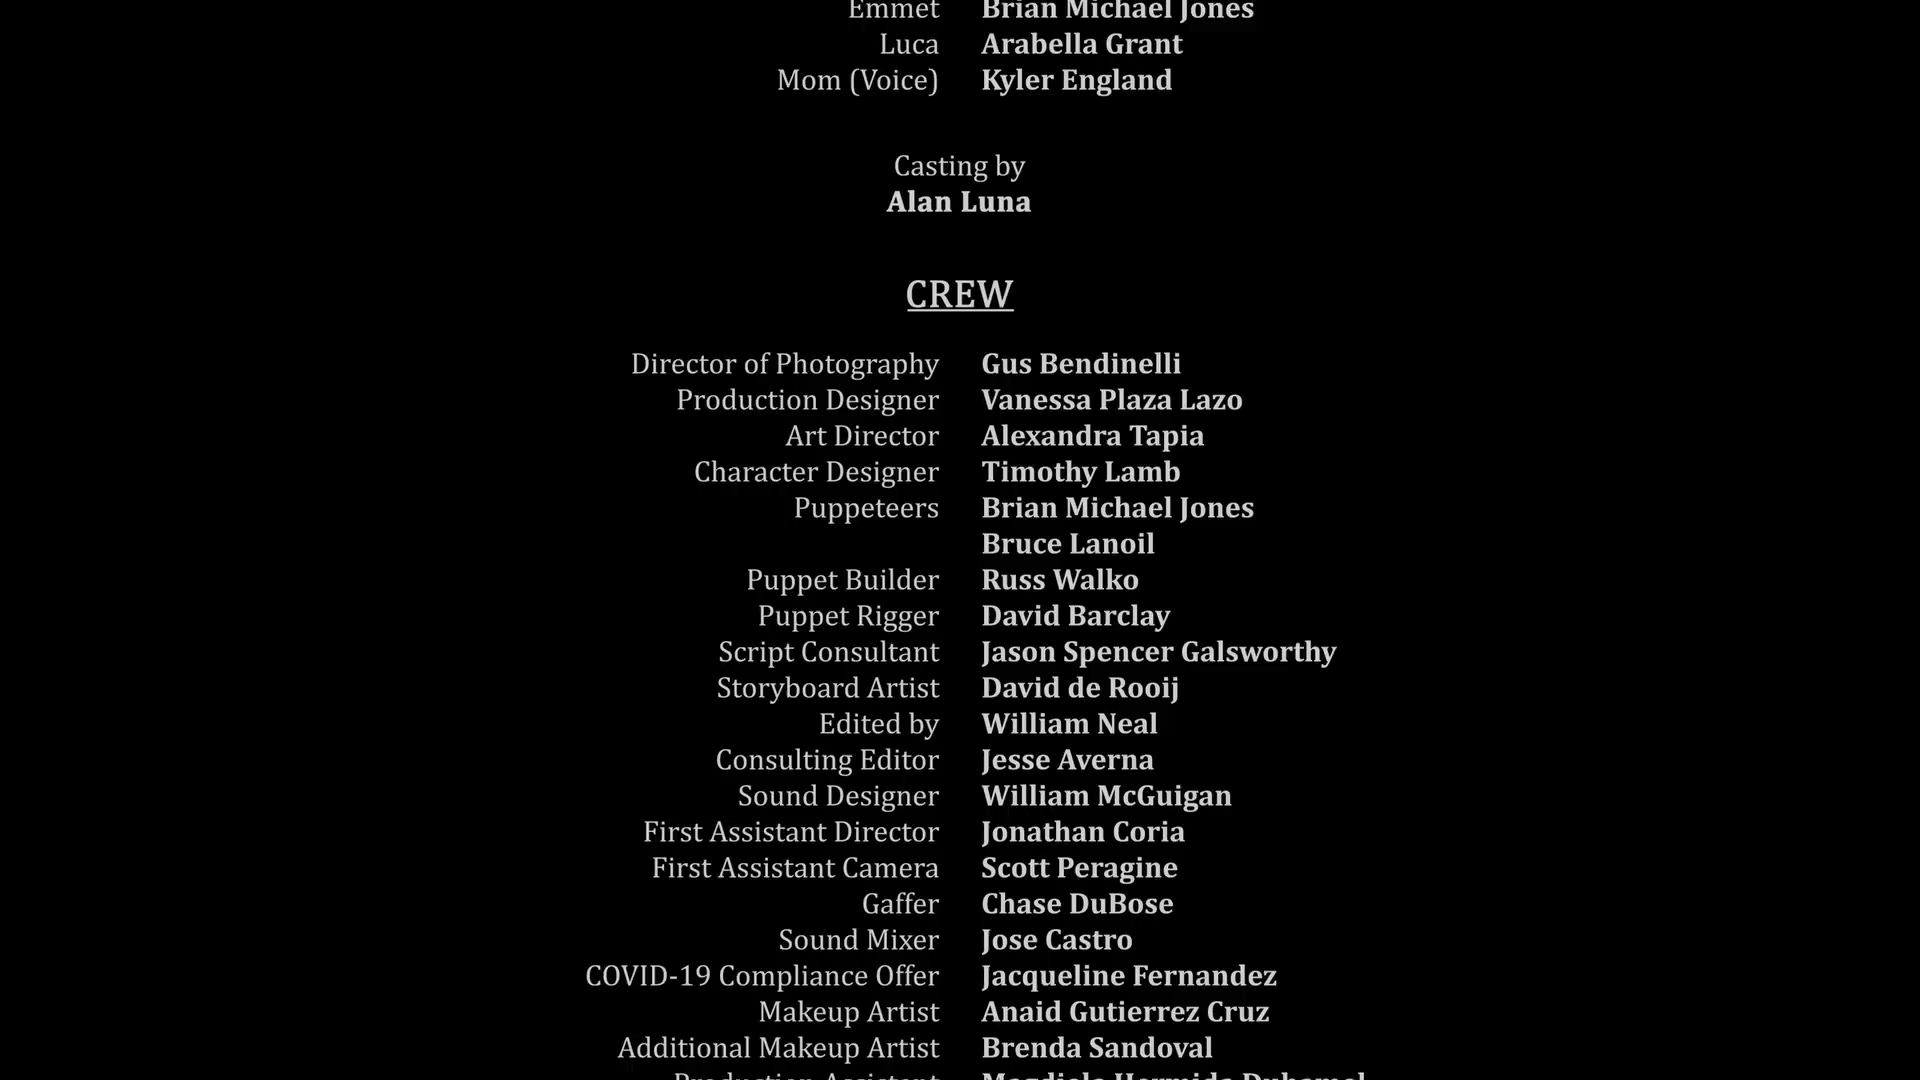 Emmet Brian Michael Jones
Luca Arabella Grant
Mom (Voice) Kyler England
Casting by
Alan Luna
CREW
Director of Photography Gus Bendinelli
Production Designer Vanessa Plaza Lazo
Art Director Alexandra Tapia
Character Designer Timothy Lamb
Puppeteers Brian Michael Jones
Bruce Lanoil
Puppet Builder Russ Walko
Puppet Rigger David Barclay
Script Consultant Jason Spencer Galsworthy
Storyboard Artist David de Rooij
Edited by William Neal
Consulting Editor Jesse Averna
Sound Designer William McGuigan
First Assistant Director Jonathan Coria
First Assistant Camera Scott Peragine
Gaffer Chase DuBose
Sound Mixer Jose Castro
COVID-19 Compliance Offer Jacqueline Fernandez
Makeup Artist Anaid Gutierrez Cruz
Additional Makeup Artist Brenda Sandoval
Production Assistant